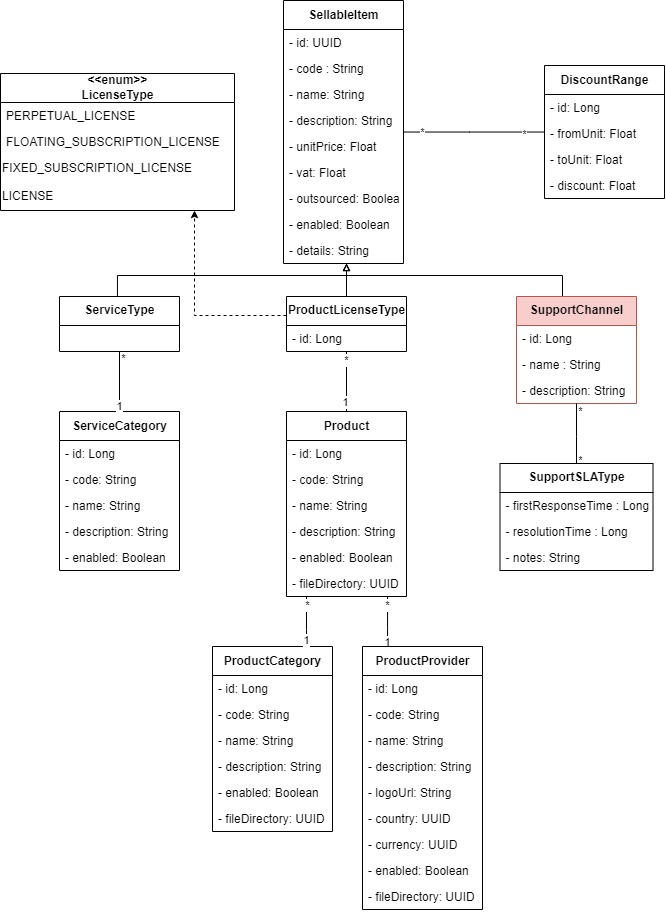 SellableItem
- id: UUID
- code : String
- name: String
- description: String
- unitPrice: Float
- vat: Float
- outsourced: Boolea
- enabled: Boolean
- details: String
<<enum>>
LicenseType
PERPETUAL_LICENSE
FLOATING_SUBSCRIPTION_LICENSE
FIXED_SUBSCRIPTION_LICENSE
LICENSE
DiscountRange
- id: Long
- fromUnit: Float
- toUnit: Float
- discount: Float
*
*
ServiceType
*
1
ServiceCategory
- id: Long
- code: String
- name: String
- description: String
- enabled: Boolean
ProductLicenseType
- id: Long
*
1
Product
- id: Long
- code: String
- name: String
- description: String
- enabled: Boolean
- fileDirectory: UUID
*
*
1
1
SupportChannel
- id: Long
- name : String
- description: String
*
*
SupportSLAType
- firstResponseTime : Long
- resolutionTime : Long
- notes: String
ProductCategory
- id: Long
- code: String
- name: String
- description: String
- enabled: Boolean
- fileDirectory: UUID
ProductProvider
- id: Long
- code: String
- name: String
- description: String
- logoUrl: String
- country: UUID
- currency: UUID
- enabled: Boolean
- fileDirectory: UUID